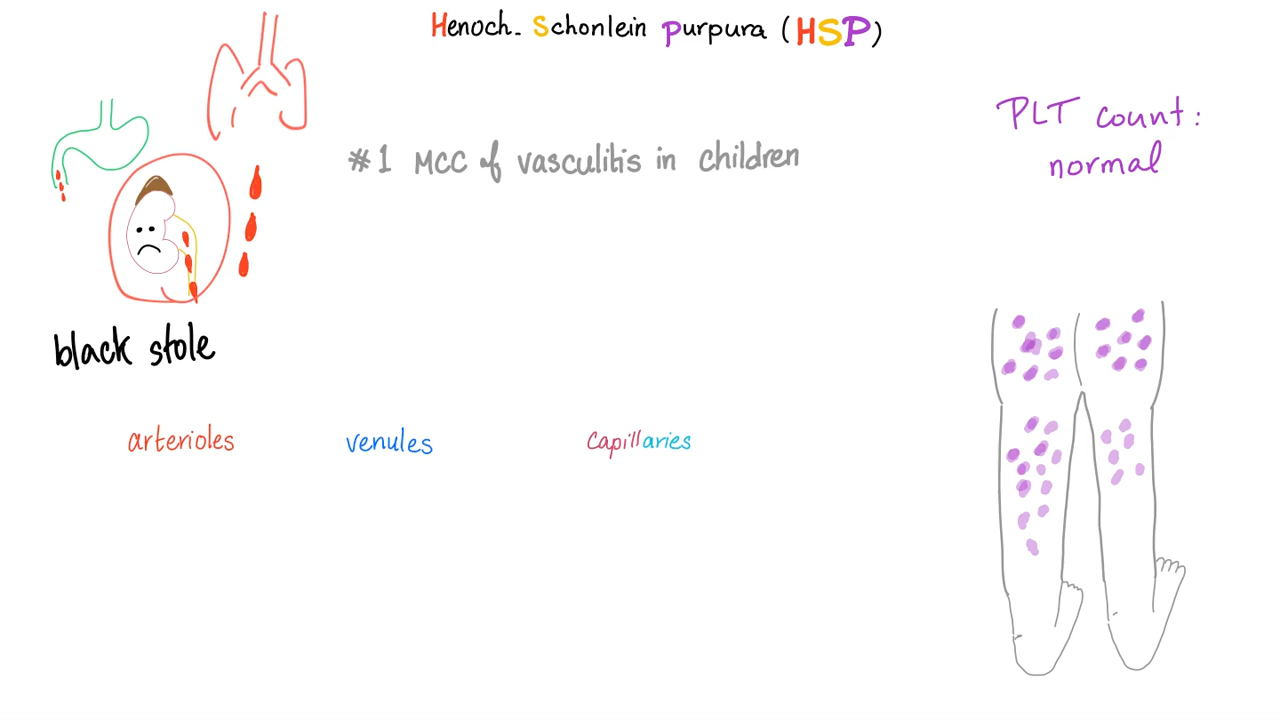 Henoch- Schonlein purpura (HSP)
PLT count:
normal
#1 MCC of vasculitis in children
black stole
arterioles venules capillaries